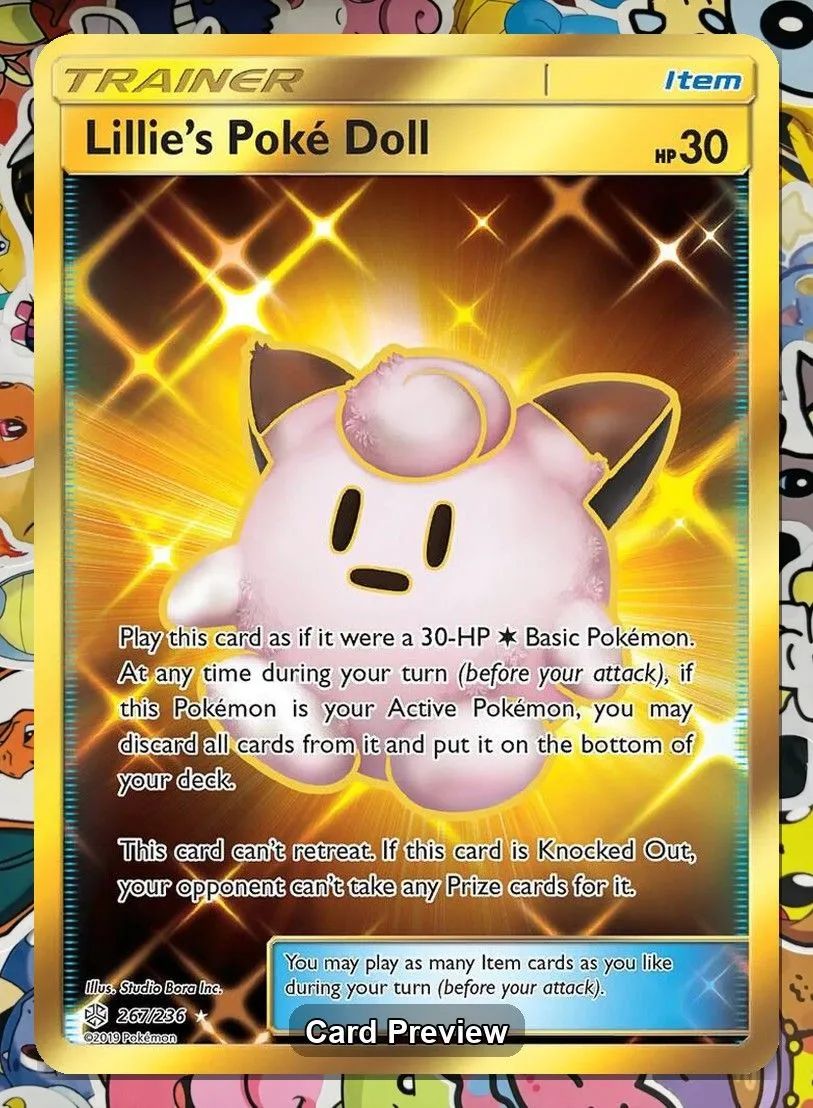 TRAINER
Item
Lillie's Poké Doll
HP30
Play this card as if it were a 30-HP Basic Pokémon.
At any time during your turn (before your attack), if
this Pokémon is your Active Pokémon, you may
discard all cards from it and put it on the bottom of
your deck.
This card can't retreat. If this card is Knocked Out,
your opponent can't take any Prize cards for it.
You may play as many Item cards as you like
during your turn (before your attack).
Illus. Studio Bora Inc.
267/236
©2019 Pokémon
Card Preview